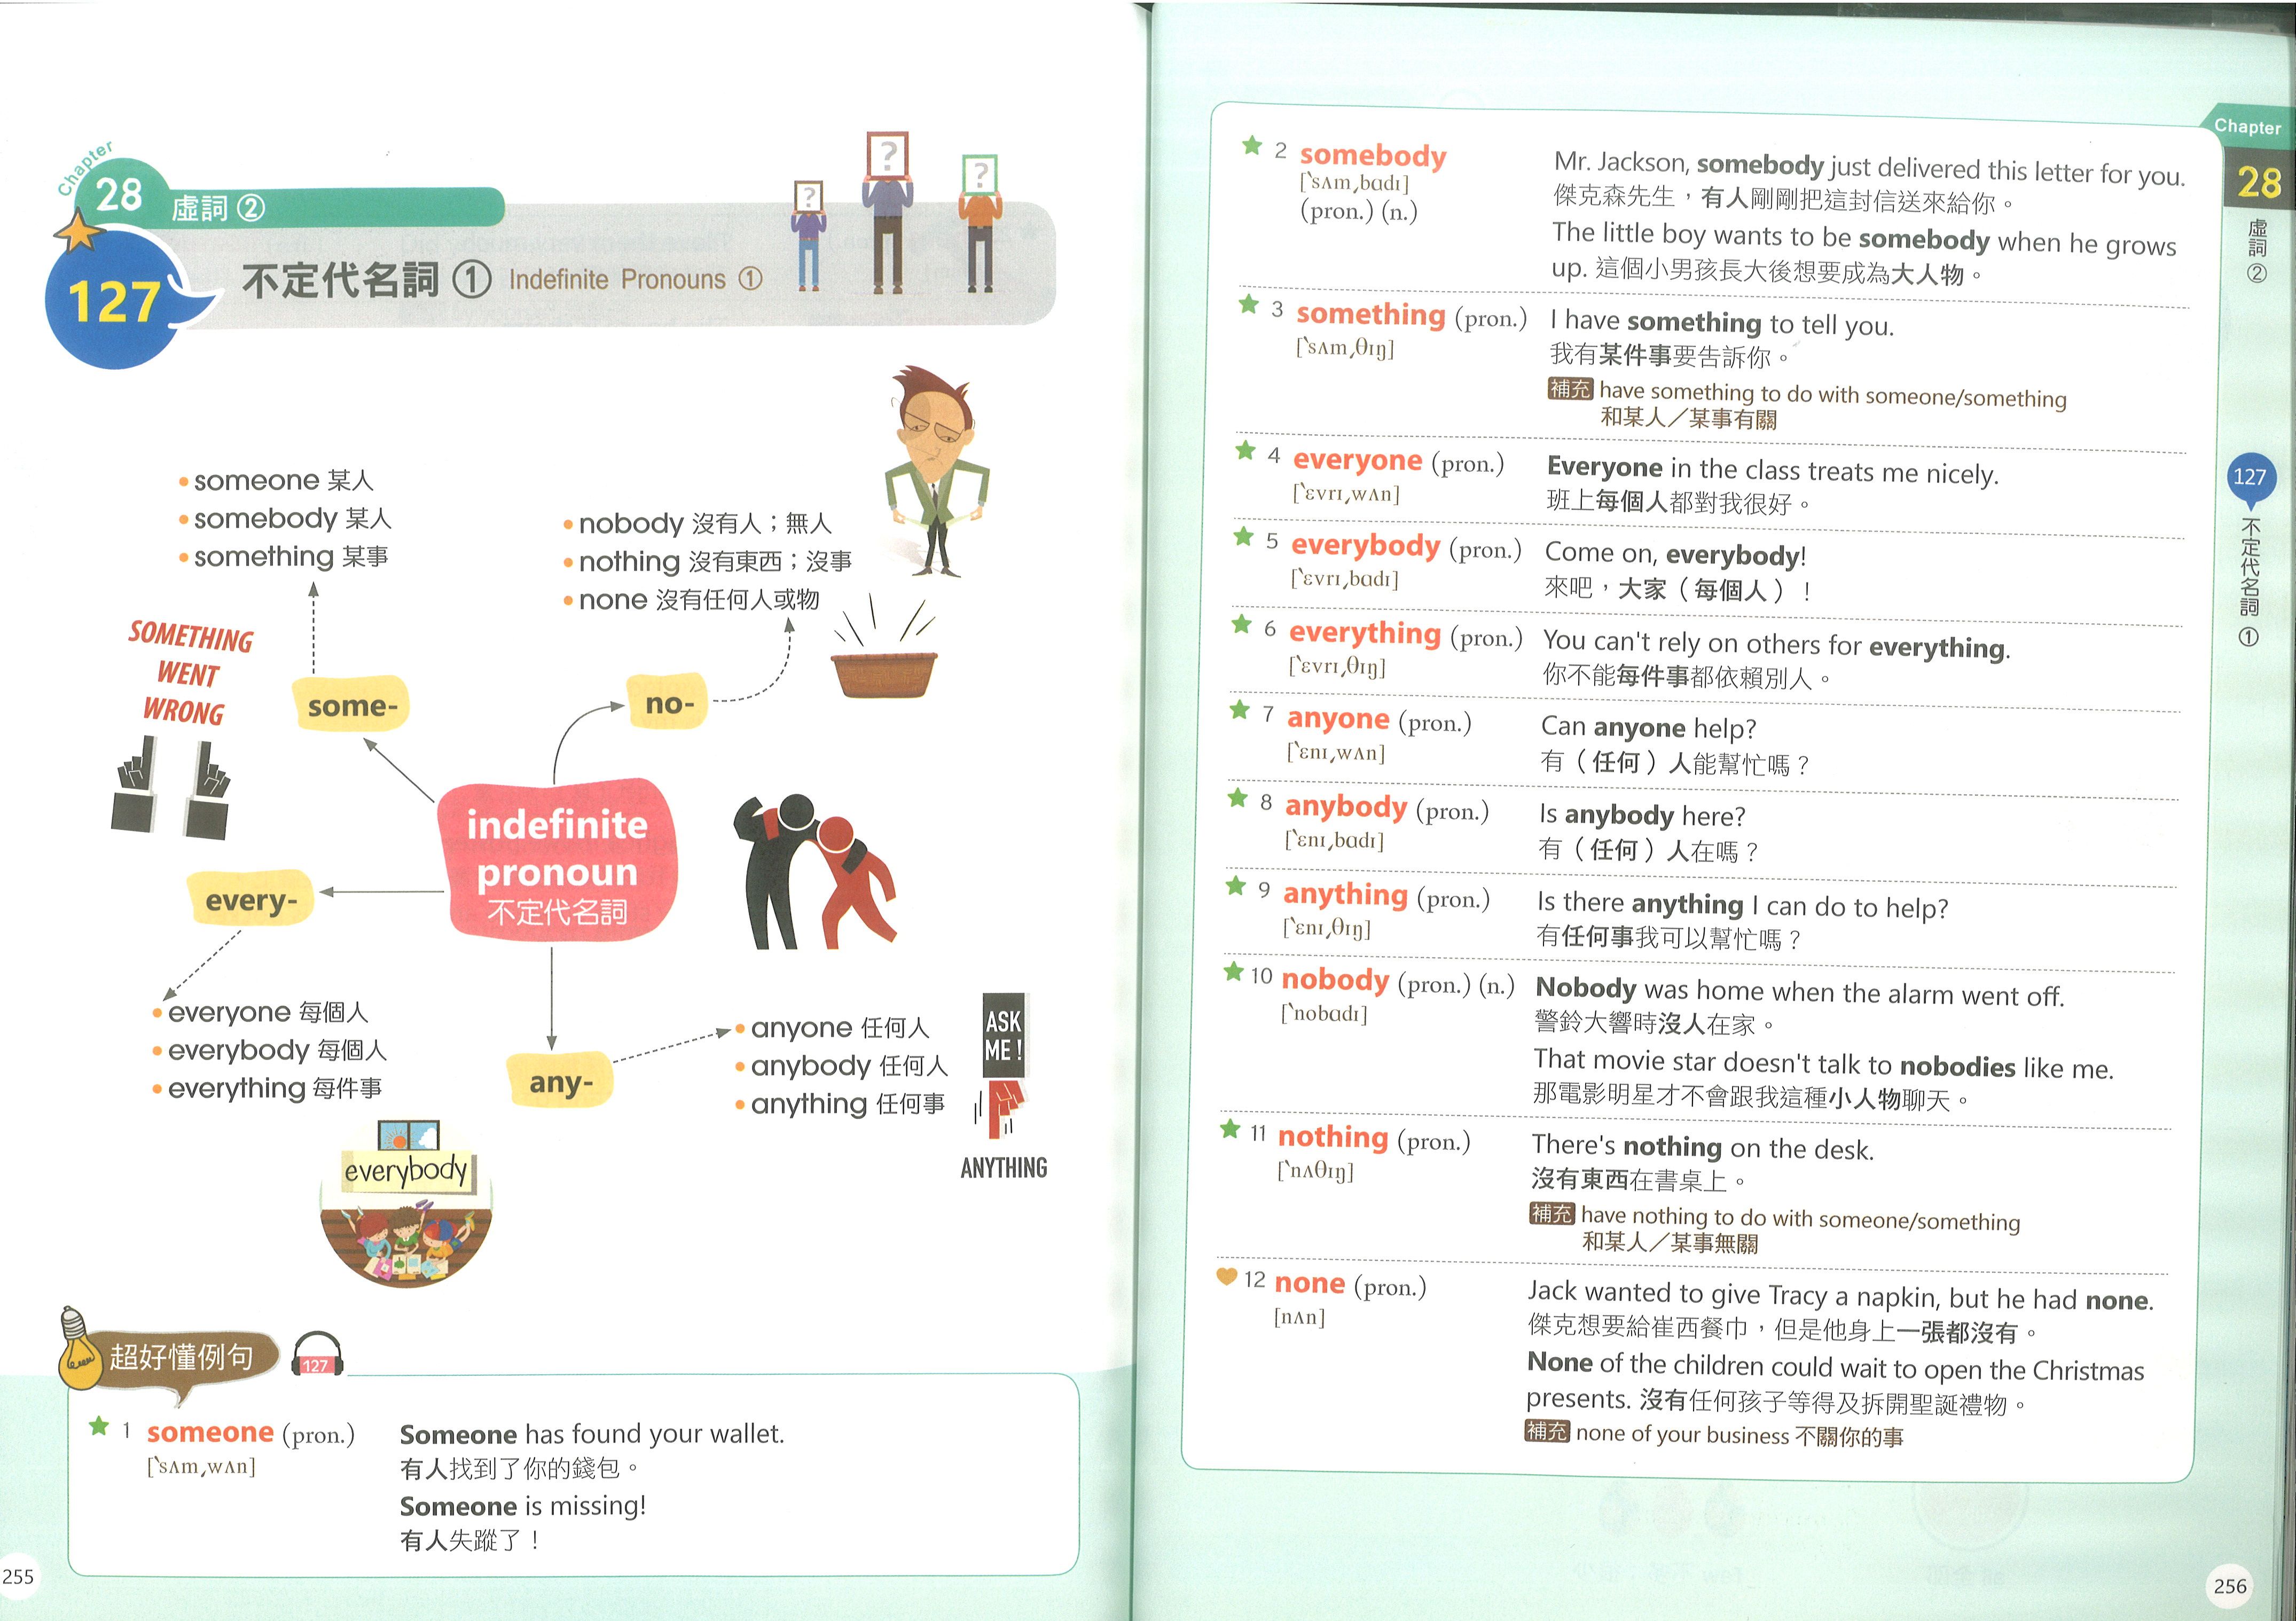 Chapter
28 虛詞 ②
127 不定代名詞 ① Indefinite Pronouns ①
?
?
?
• someone 某人
• somebody 某人
• something 某事
• nobody 沒有人；無人
• nothing 沒有東西；沒事
• none 沒有任何人或物
SOMETHING
WENT
WRONG
some-
no-
indefinite
pronoun
不定代名詞
every-
any-
• everyone 每個人
• everybody 每個人
• everything 每件事
• anyone 任何人
• anybody 任何人
• anything 任何事
ASK
ME !
ANYTHING
everybody
超好懂例句
127
1 someone (pron.)
[ˋsʌm͵wʌn]
Someone has found your wallet.
有人找到了你的錢包。
Someone is missing!
有人失蹤了！
255
2 somebody
[ˋsʌm͵bɑdɪ]
(pron.) (n.)
Mr. Jackson, somebody just delivered this letter for you.
傑克森先生，有人剛剛把這封信送來給你。
The little boy wants to be somebody when he grows
up. 這個小男孩長大後想要成為大人物。
3 something (pron.)
[ˋsʌm͵θɪŋ]
I have something to tell you.
我有某件事要告訴你。
補充 have something to do with someone/something
和某人／某事有關
4 everyone (pron.)
[ˋɛvrɪ͵wʌn]
Everyone in the class treats me nicely.
班上每個人都對我很好。
5 everybody (pron.)
[ˋɛvrɪ͵bɑdɪ]
Come on, everybody!
來吧，大家（每個人）！
6 everything (pron.)
[ˋɛvrɪ͵θɪŋ]
You can't rely on others for everything.
你不能每件事都依賴別人。
7 anyone (pron.)
[ˋɛnɪ͵wʌn]
Can anyone help?
有（任何）人能幫忙嗎？
8 anybody (pron.)
[ˋɛnɪ͵bɑdɪ]
Is anybody here?
有（任何）人在嗎？
9 anything (pron.)
[ˋɛnɪ͵θɪŋ]
Is there anything I can do to help?
有任何事我可以幫忙嗎？
10 nobody (pron.) (n.)
[ˋnobɑdɪ]
Nobody was home when the alarm went off.
警鈴大響時沒人在家。
That movie star doesn't talk to nobodies like me.
那電影明星才不會跟我這種小人物聊天。
11 nothing (pron.)
[ˋnʌθɪŋ]
There's nothing on the desk.
沒有東西在書桌上。
補充 have nothing to do with someone/something
和某人／某事無關
12 none (pron.)
[nʌn]
Jack wanted to give Tracy a napkin, but he had none.
傑克想要給崔西餐巾，但是他身上一張都沒有。
None of the children could wait to open the Christmas
presents. 沒有任何孩子等得及拆開聖誕禮物。
補充 none of your business 不關你的事
Chapter
28
虛詞②
127
不定代名詞①
256